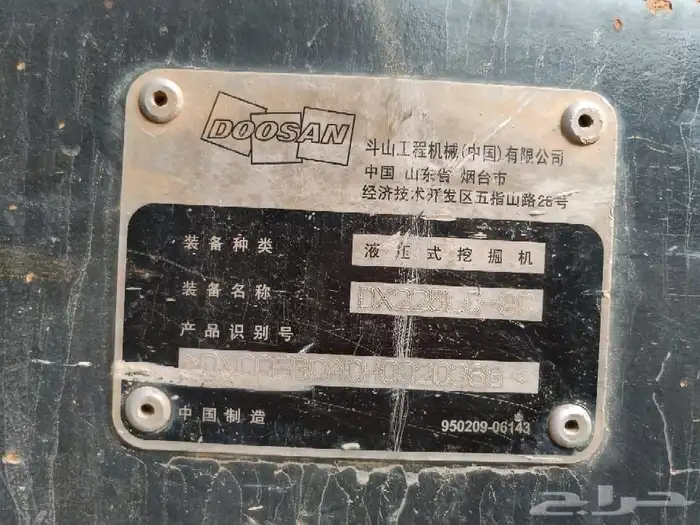 DOOSAN
斗山工程机械(中国)有限公司
中国 山东省 烟台市
经济技术开发区五指山路28号
装备种类
液压式挖掘机
装备名称
产品识别号
中国制造
950209-06143
حراج